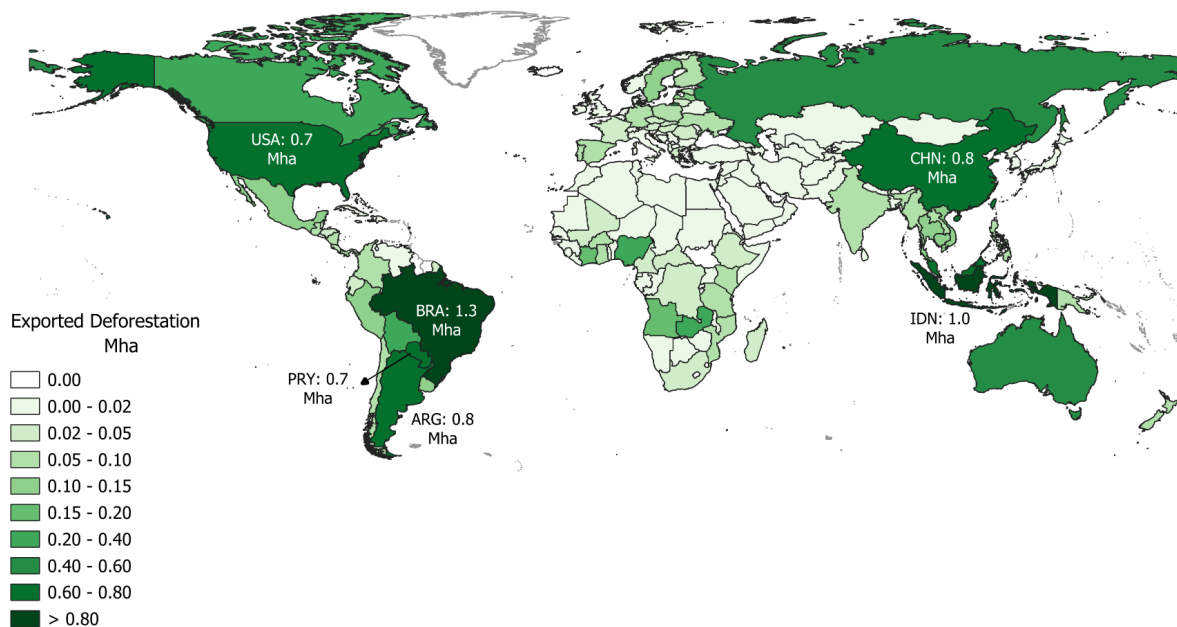 USA: 0.7
Mha
CHN: 0.8
Mha
BRA: 1.3
Mha
IDN: 1.0
Mha
PRY: 0.7
Mha
ARG: 0.8
Mha
Exported Deforestation
Mha
0.00
0.00 - 0.02
0.02 - 0.05
0.05 - 0.10
0.10 - 0.15
0.15 - 0.20
0.20 - 0.40
0.40 - 0.60
0.60 - 0.80
> 0.80